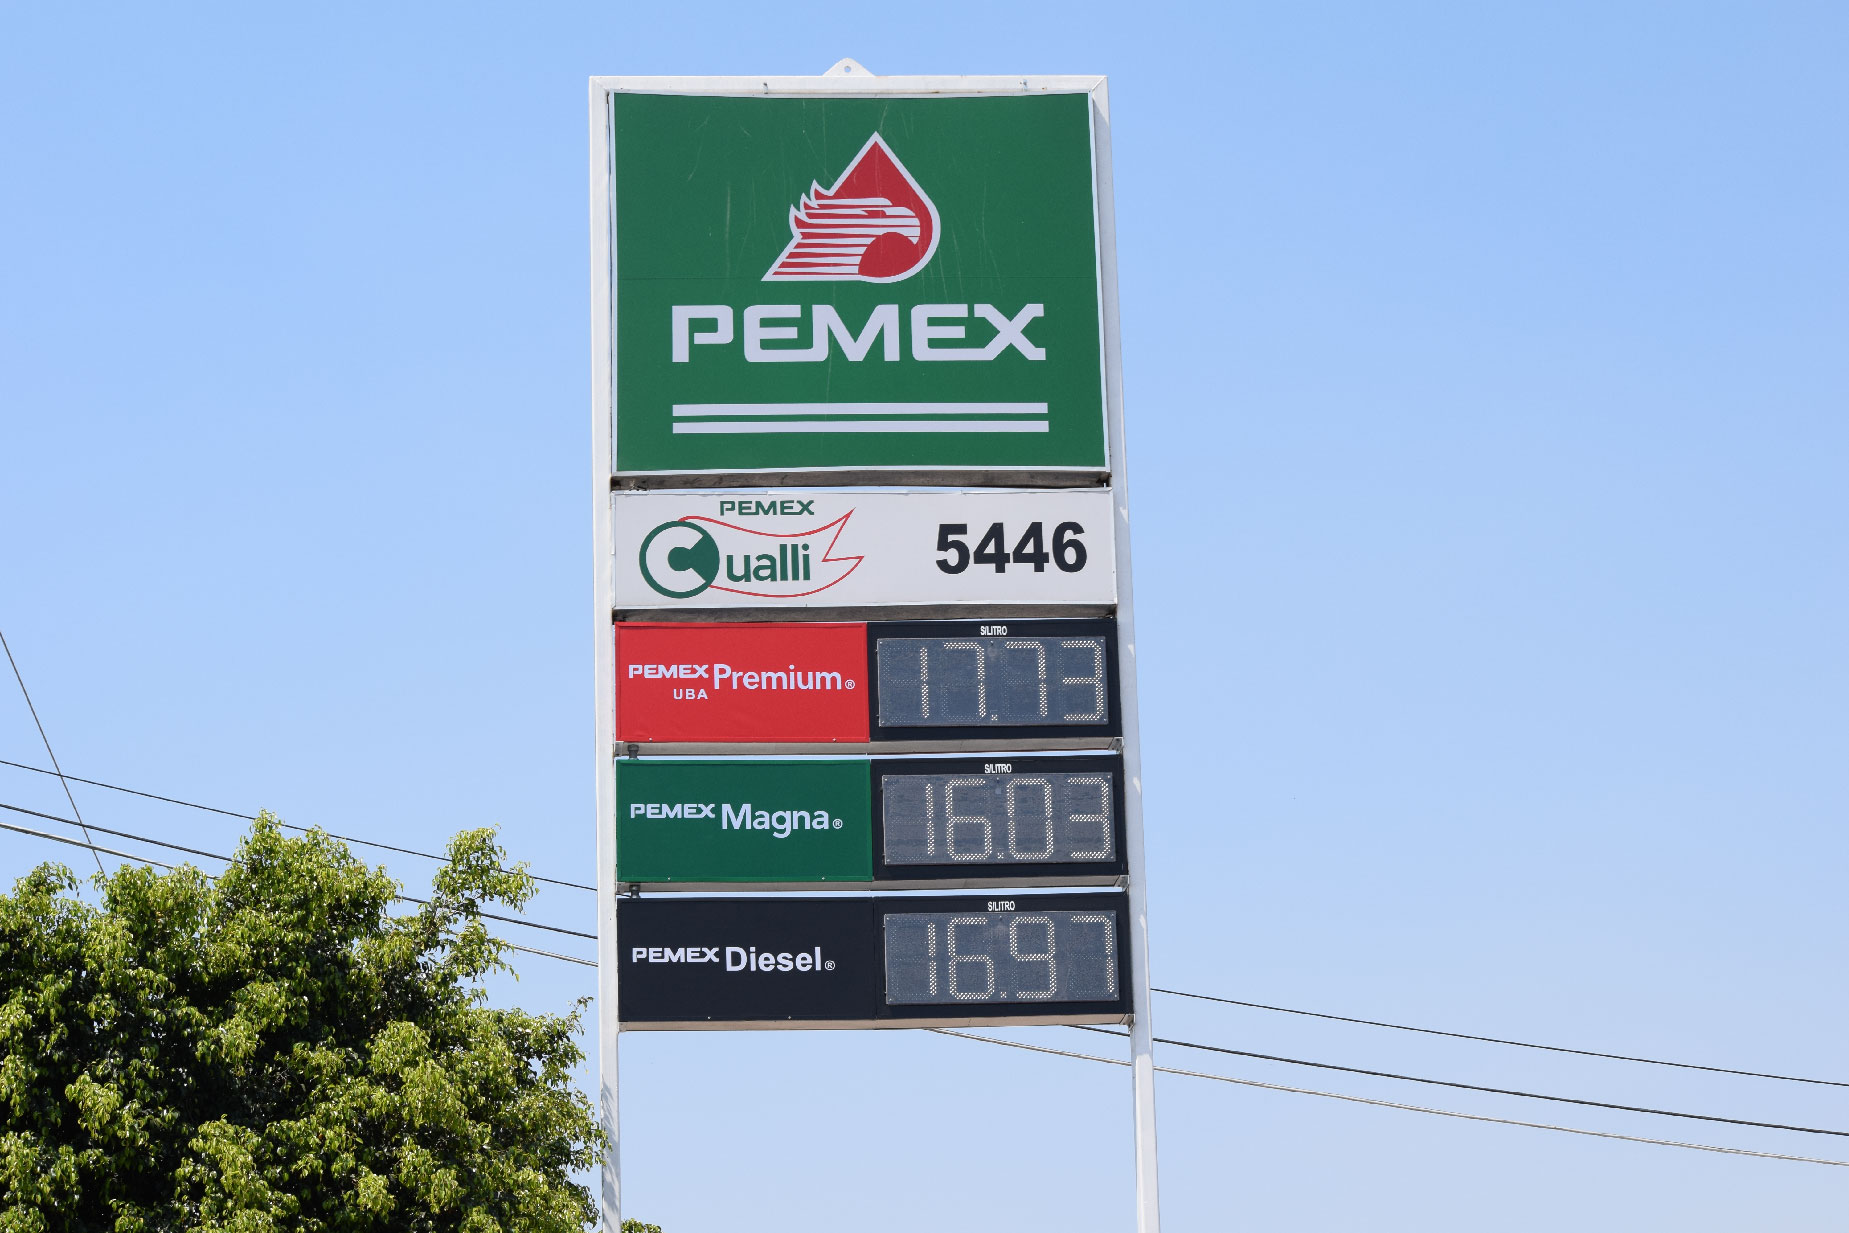 PEMEX
PEMEX
Cualli 5446
S/LITRO
PEMEX Premium® 17.73
UBA
S/LITRO
PEMEX Magna® 16.03
S/LITRO
PEMEX Diesel® 16.97